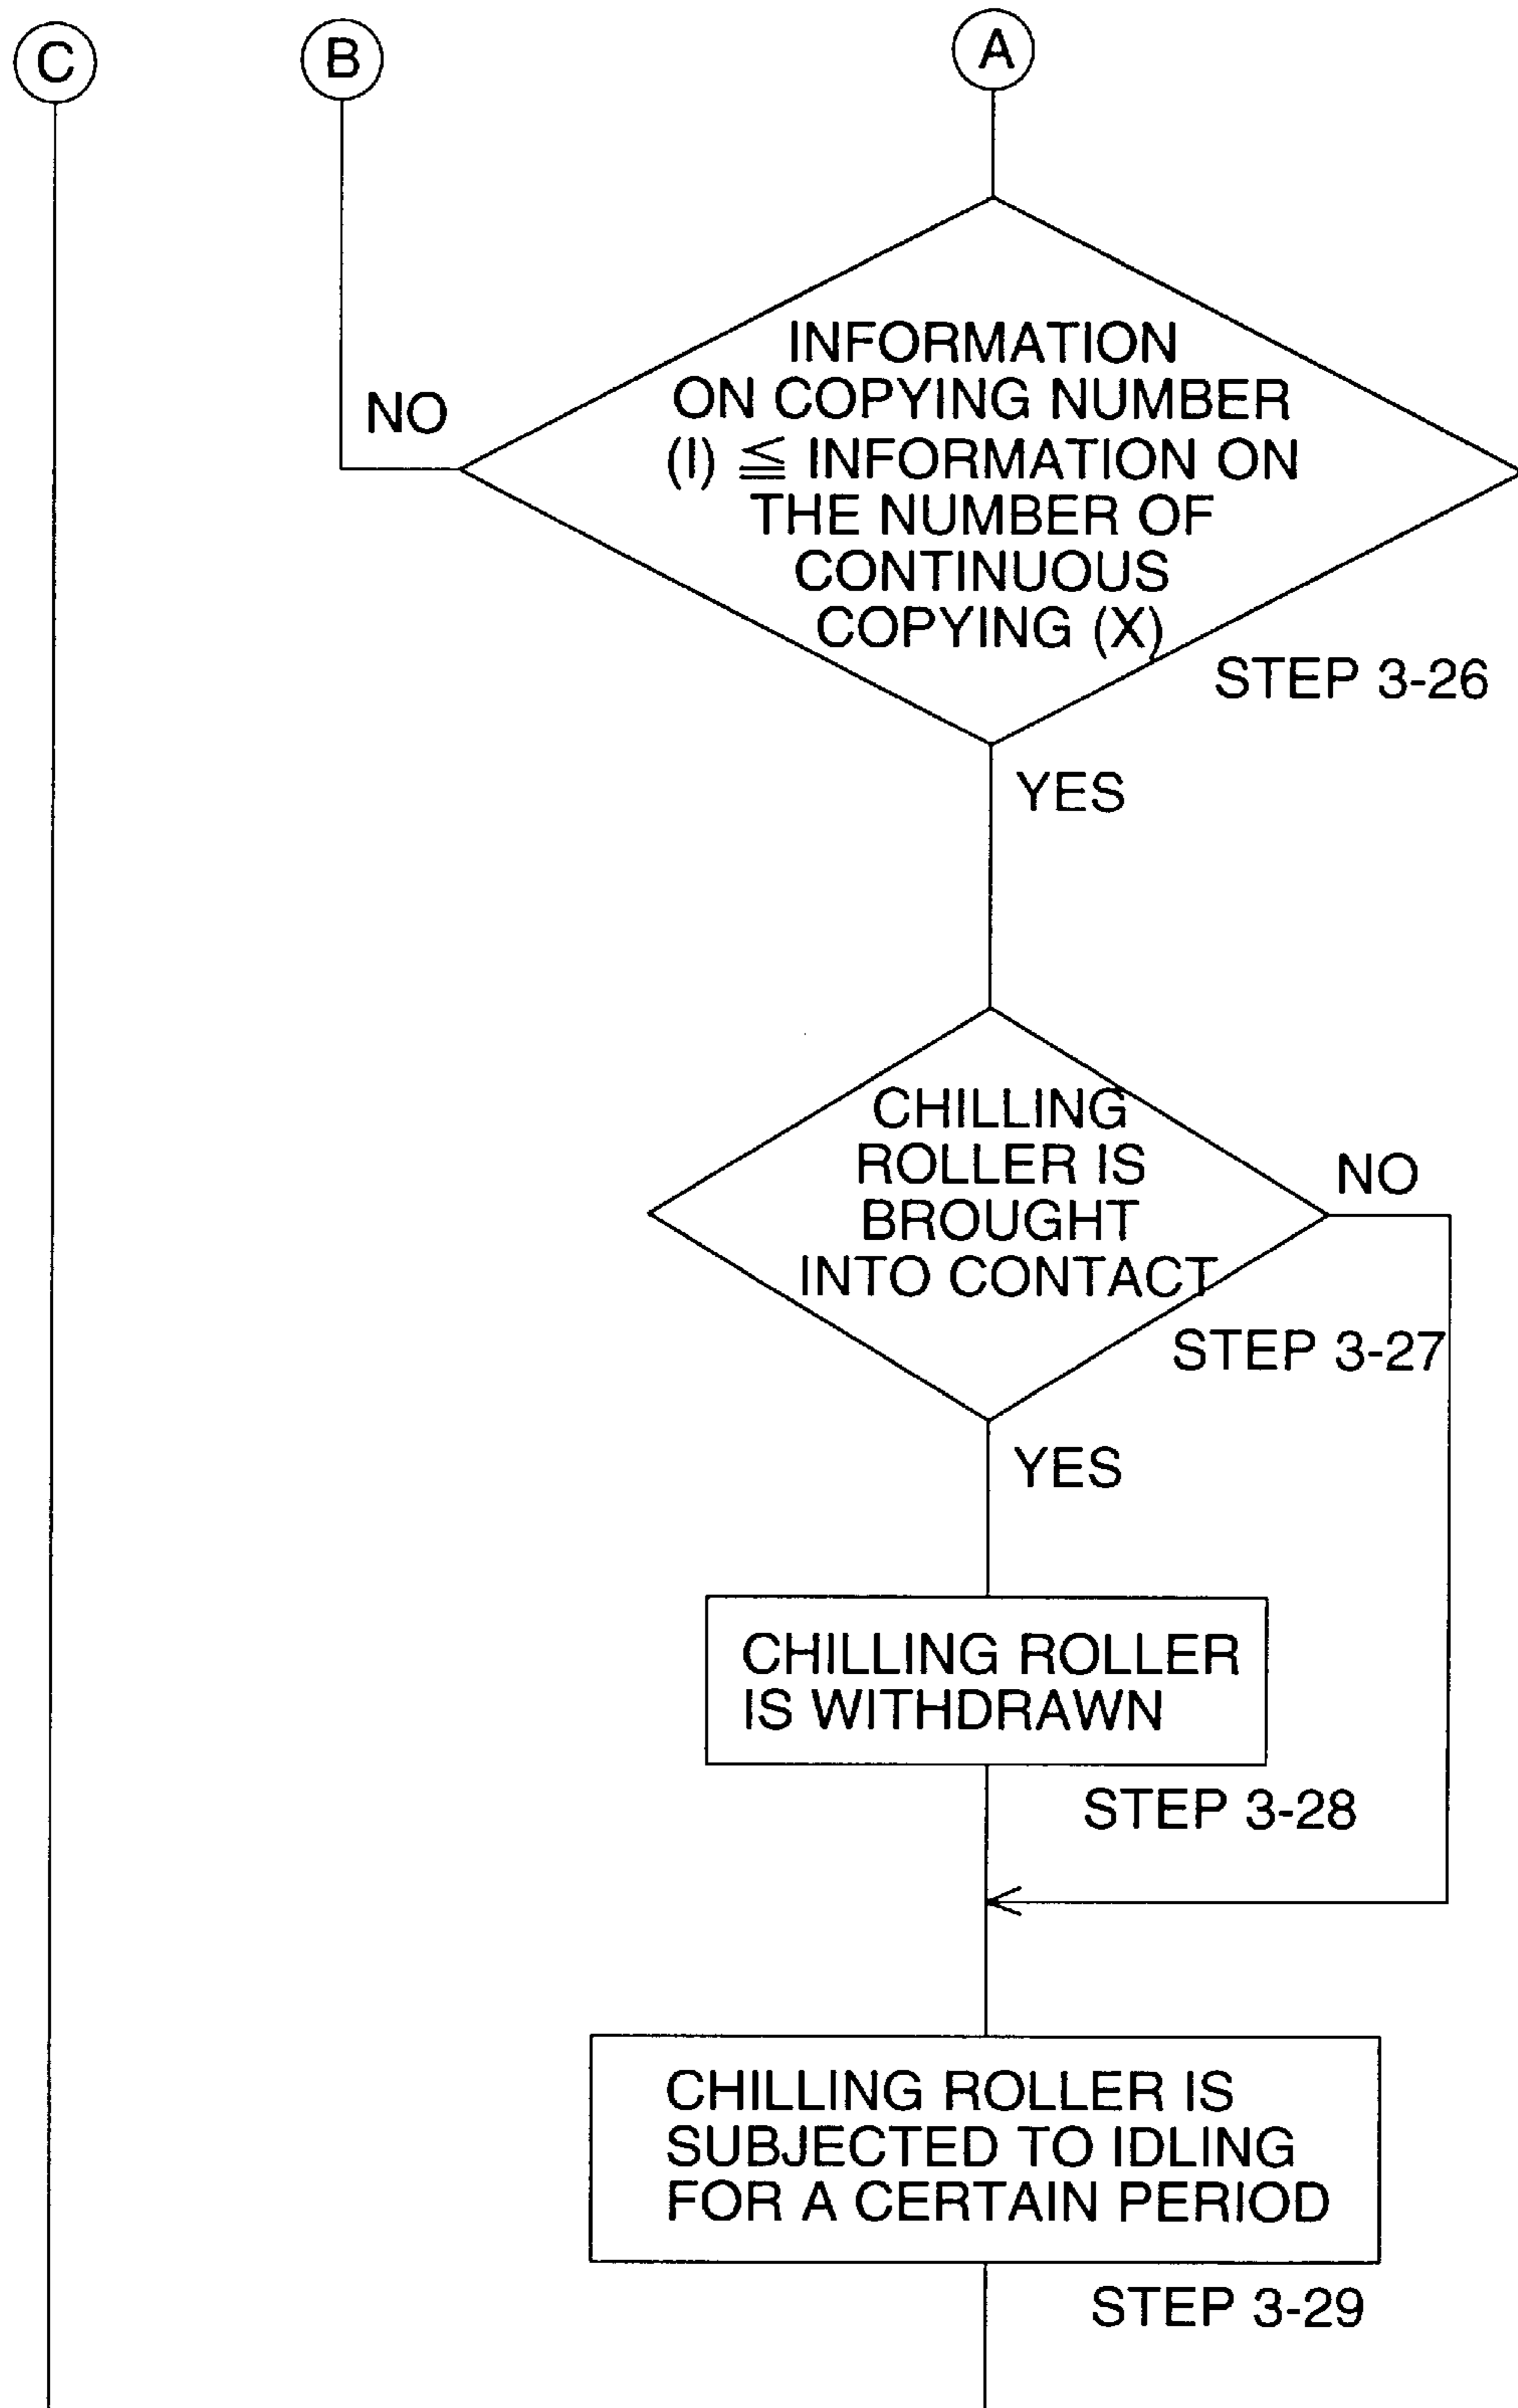 C
B
A
INFORMATION
ON COPYING NUMBER
(I) ≦ INFORMATION ON
THE NUMBER OF
CONTINUOUS
COPYING (X)
NO
STEP 3-26
YES
CHILLING
ROLLER IS
BROUGHT
INTO CONTACT
NO
STEP 3-27
YES
CHILLING ROLLER
IS WITHDRAWN
STEP 3-28
CHILLING ROLLER IS
SUBJECTED TO IDLING
FOR A CERTAIN PERIOD
STEP 3-29